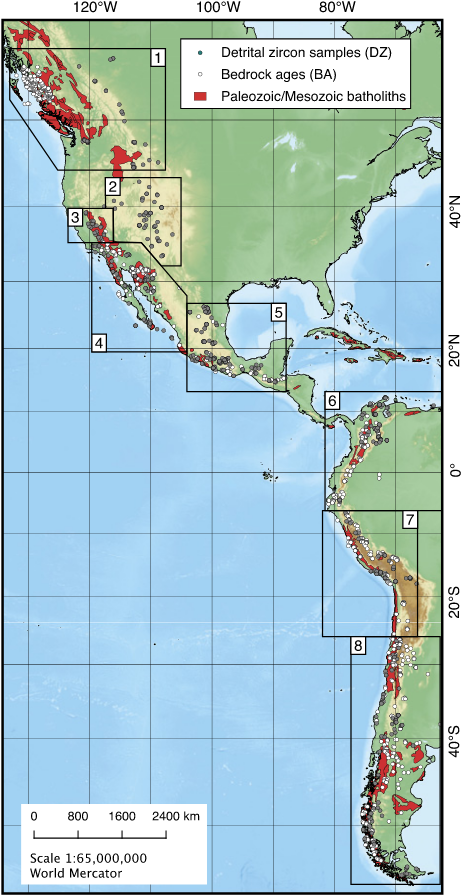 120°W 100°W 80°W
1
Detrital zircon samples (DZ)
Bedrock ages (BA)
Paleozoic/Mesozoic batholiths
2
3
40°N
4
5
20°N
6
0°
7
20°S
8
40°S
0 800 1600 2400 km
Scale 1:65,000,000
World Mercator